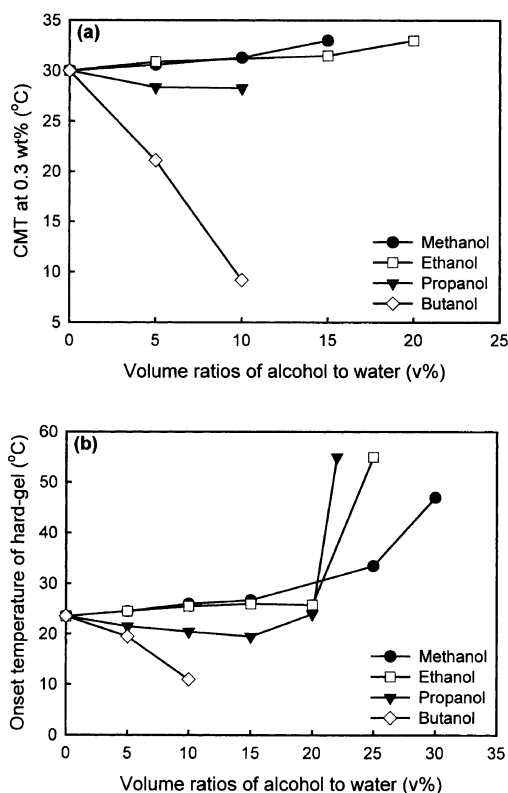 (a)
CMT at 0.3 wt% (°C)
35
30
25
20
15
10
5
0
5
10
15
20
25
Methanol
Ethanol
Propanol
Butanol
Volume ratios of alcohol to water (v%)
(b)
Onset temperature of hard-gel (°C)
60
50
40
30
20
10
0
0
5
10
15
20
25
30
35
Methanol
Ethanol
Propanol
Butanol
Volume ratios of alcohol to water (v%)